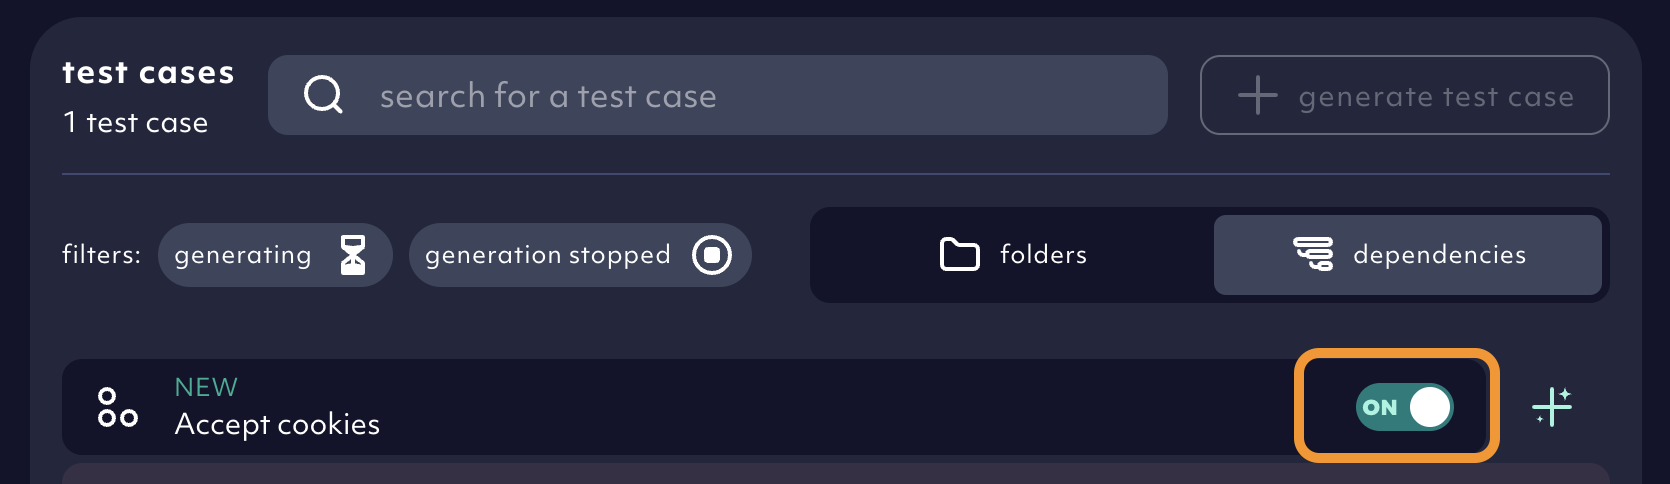 test cases
1 test case
search for a test case
generate test case
filters:
generating
generation stopped
folders
dependencies
NEW
Accept cookies
ON